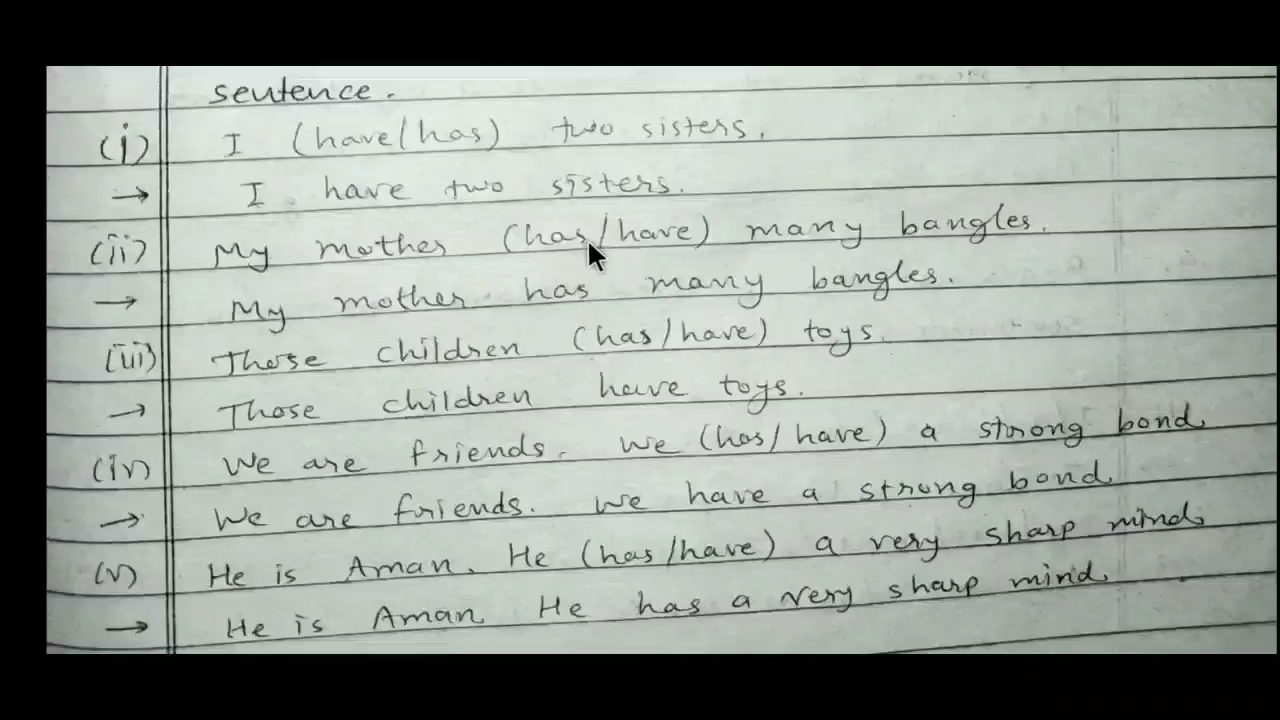 sentence.
(i) I (have/has) two sisters.
→ I have two sisters.
(ii) My mother (has/have) many bangles.
→ My mother has many bangles.
(iii) Those children (has/have) toys.
→ Those children have toys.
(iv) We are friends. We (has/have) a strong bond.
→ We are friends. We have a strong bond.
(v) He is Aman. He (has/have) a very sharp mind.
→ He is Aman. He has a very sharp mind.